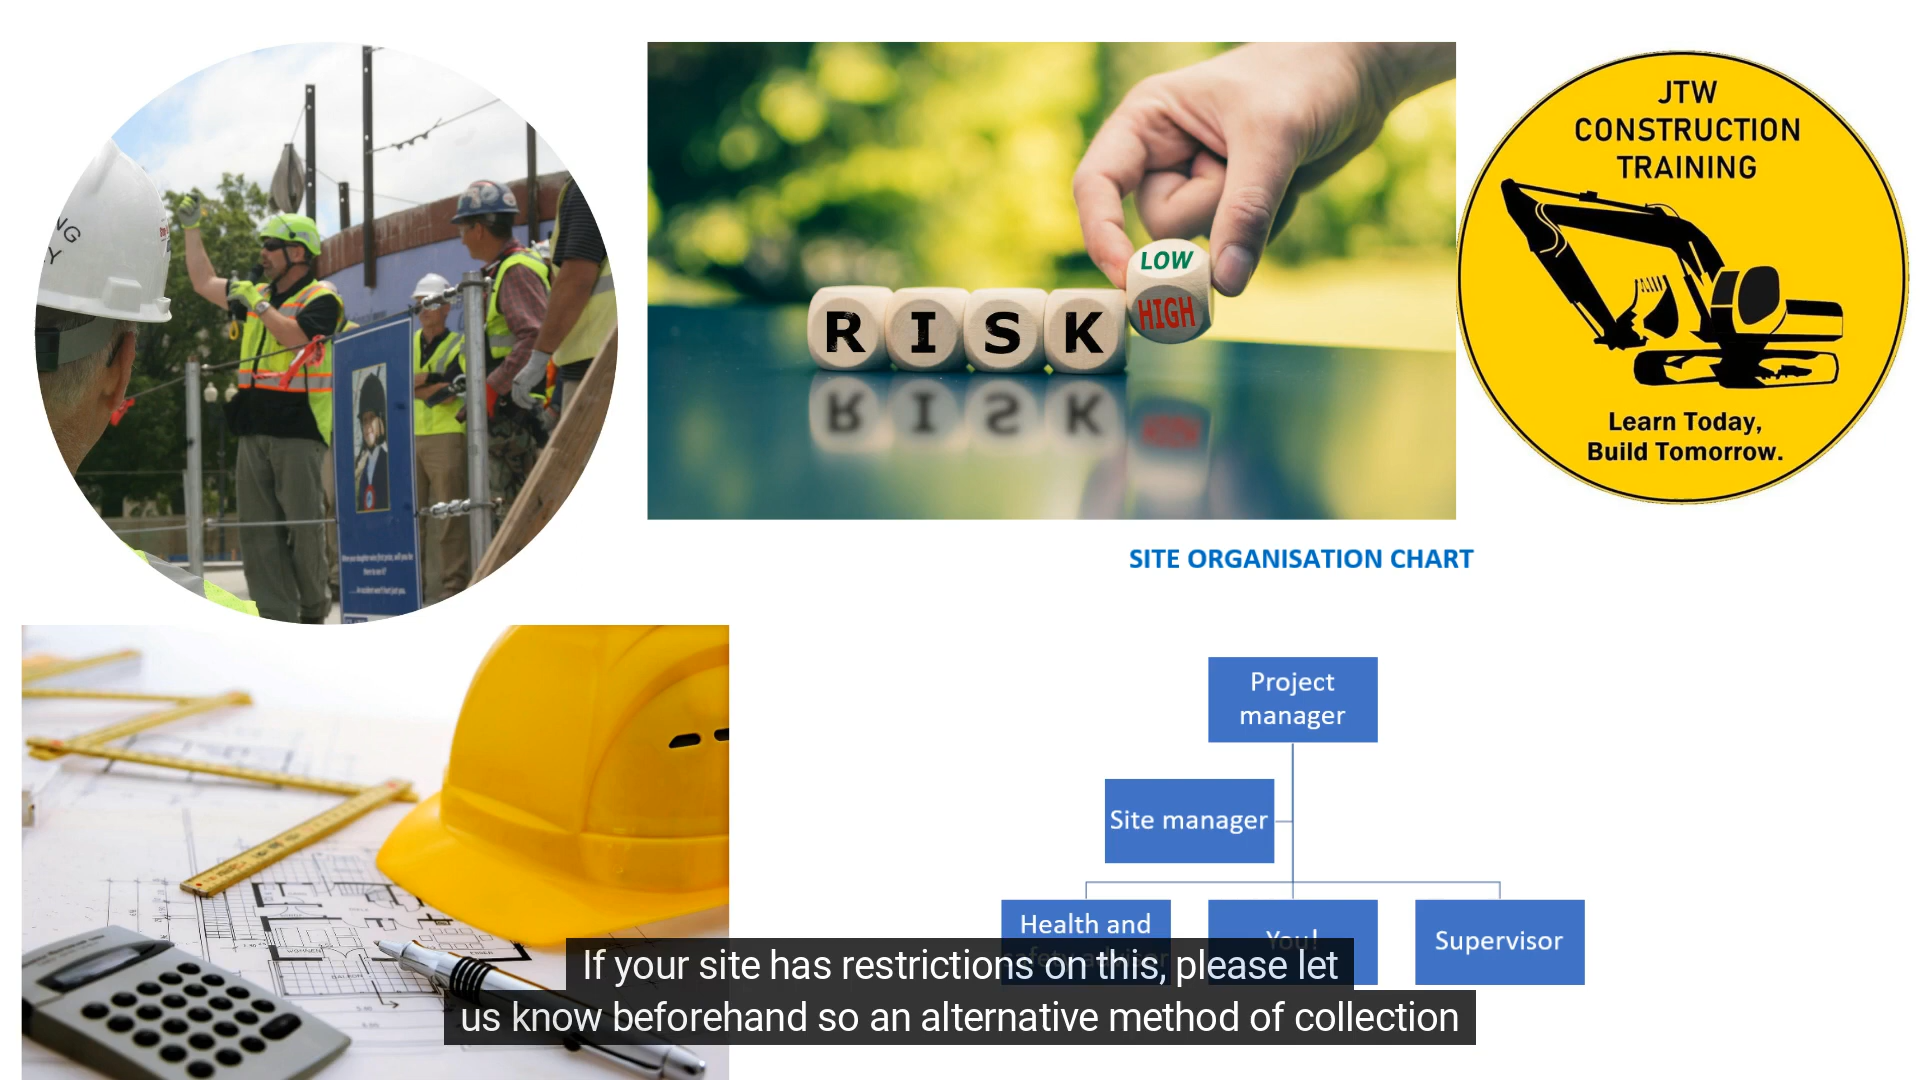 NG
Y
RISK
LOW
HIGH
JTW
CONSTRUCTION
TRAINING
Learn Today,
Build Tomorrow.
SITE ORGANISATION CHART
Project
manager
Site manager
Health and
You!
Supervisor
If your site has restrictions on this, please let
us know beforehand so an alternative method of collection